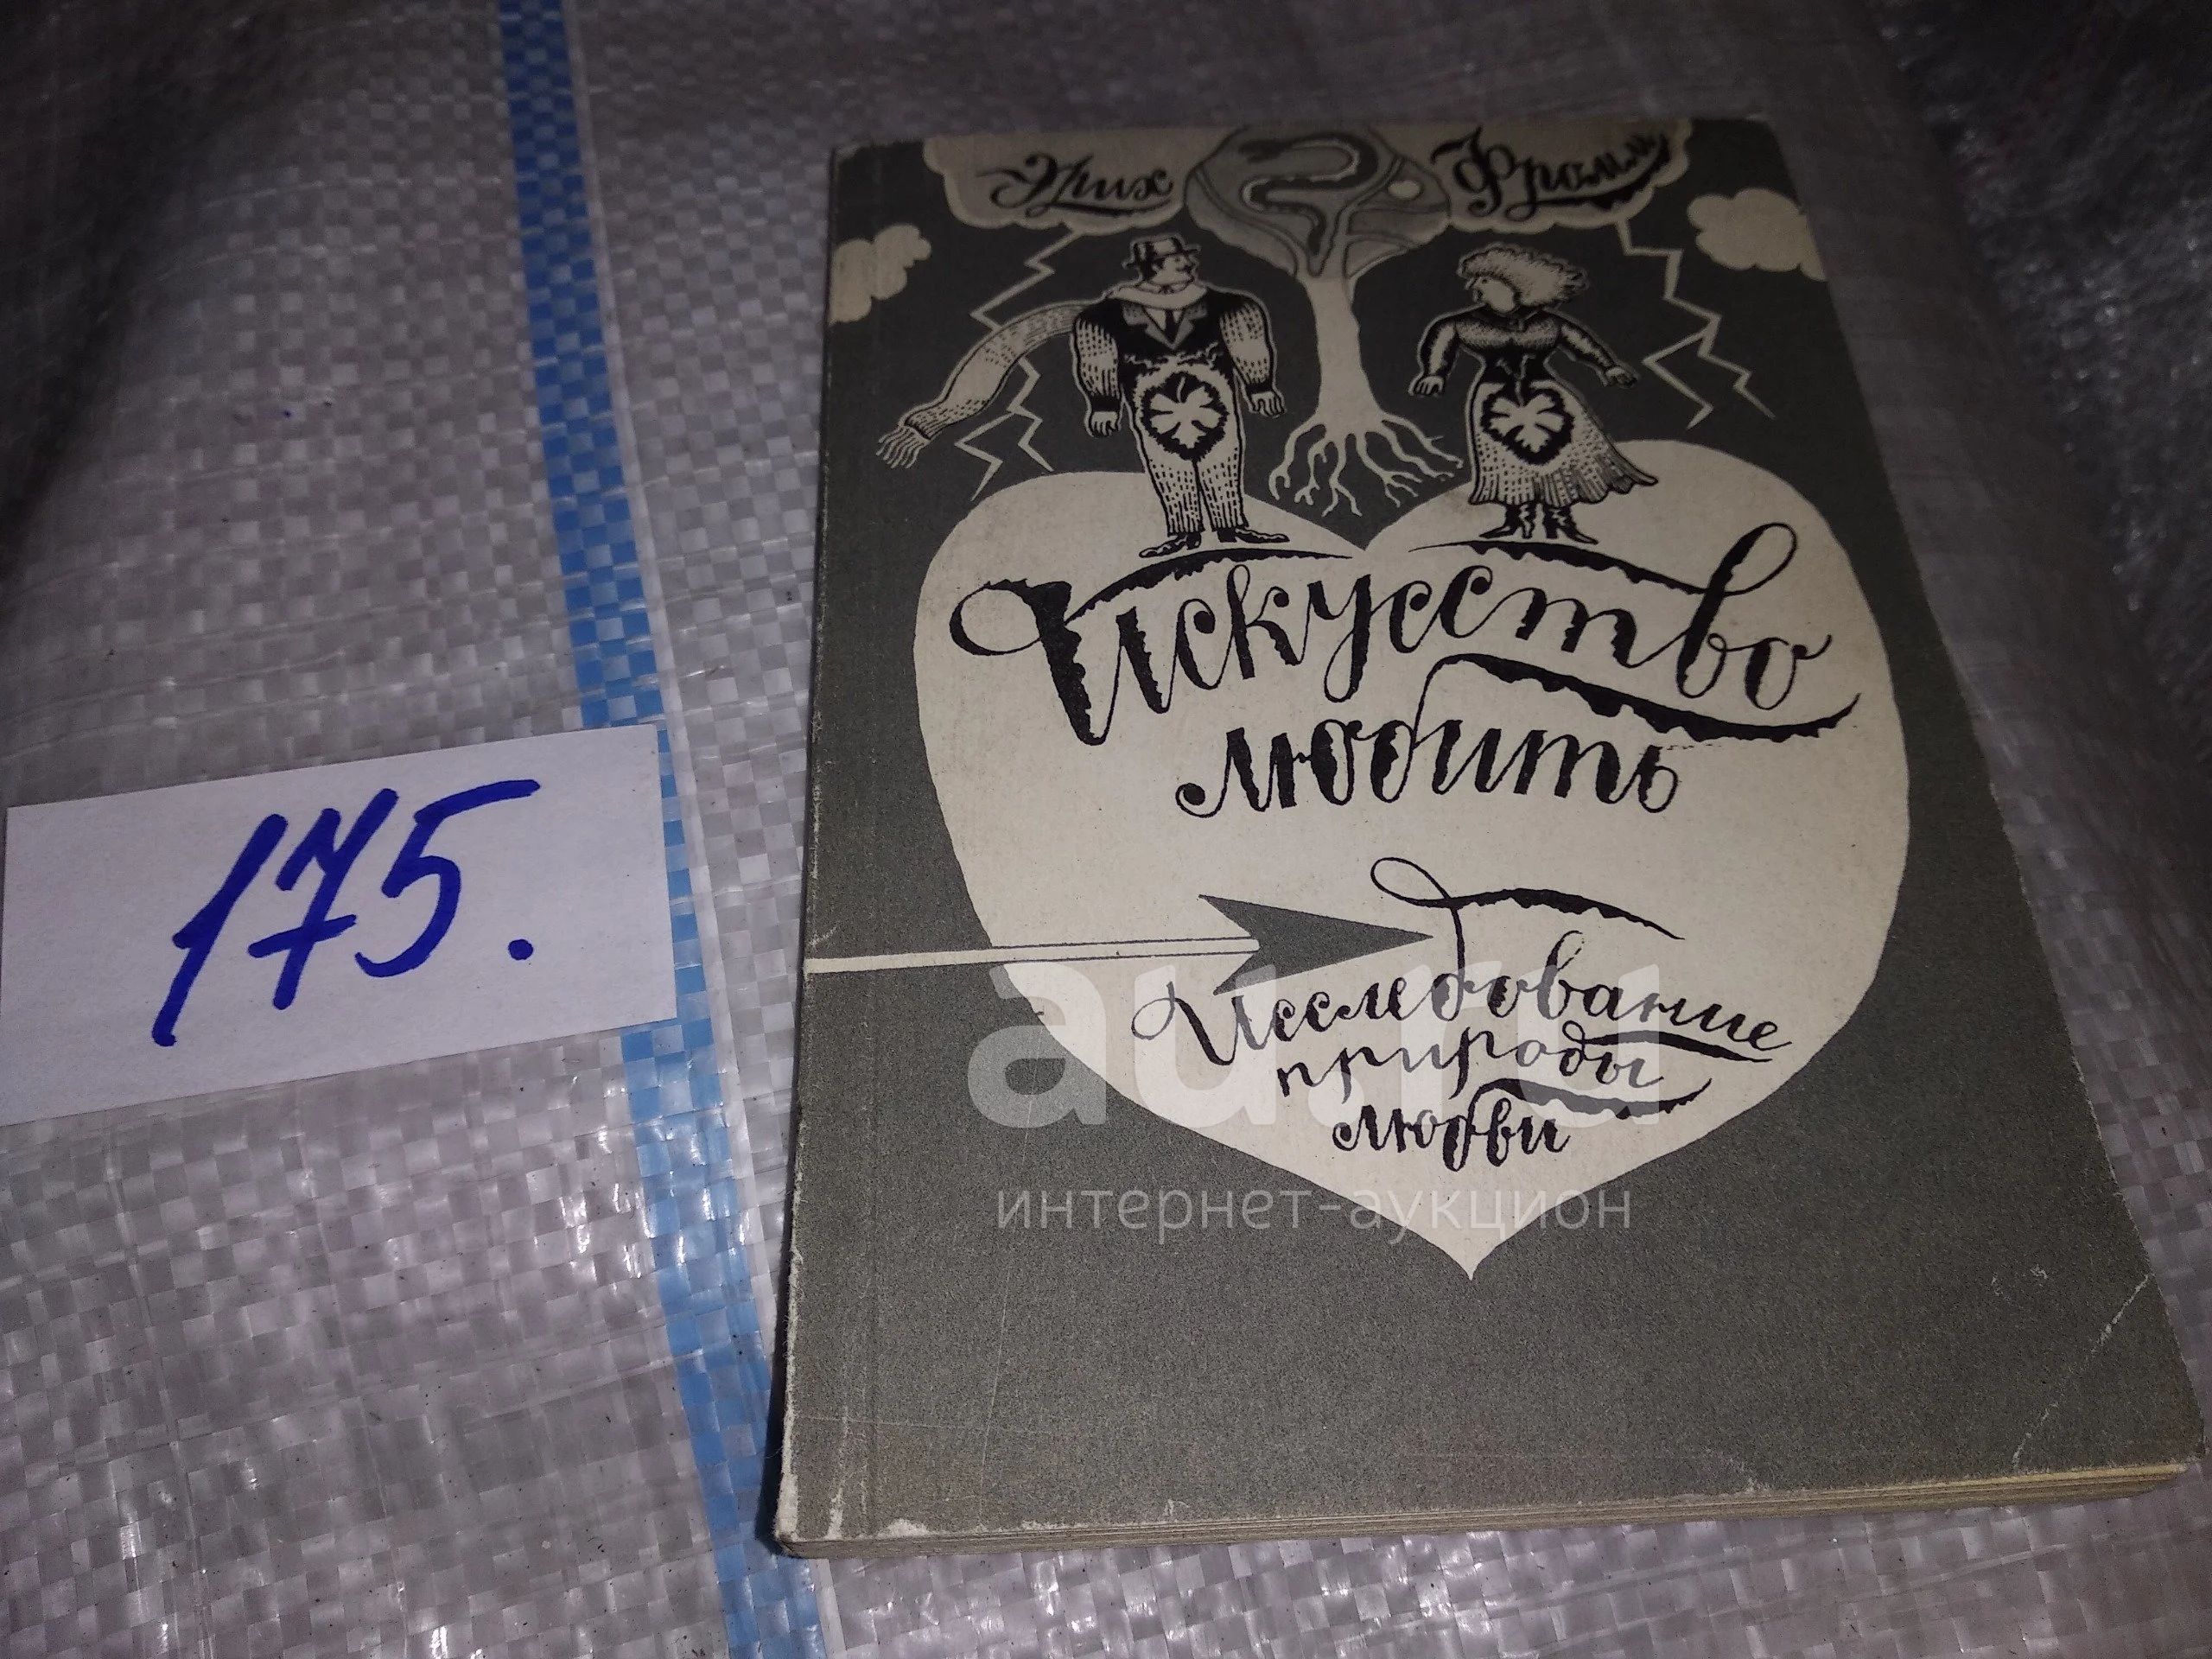 Эрих Фромм
Искусство
любить
Исследование
природы
любви
175.
au.ru
интернет-аукцион